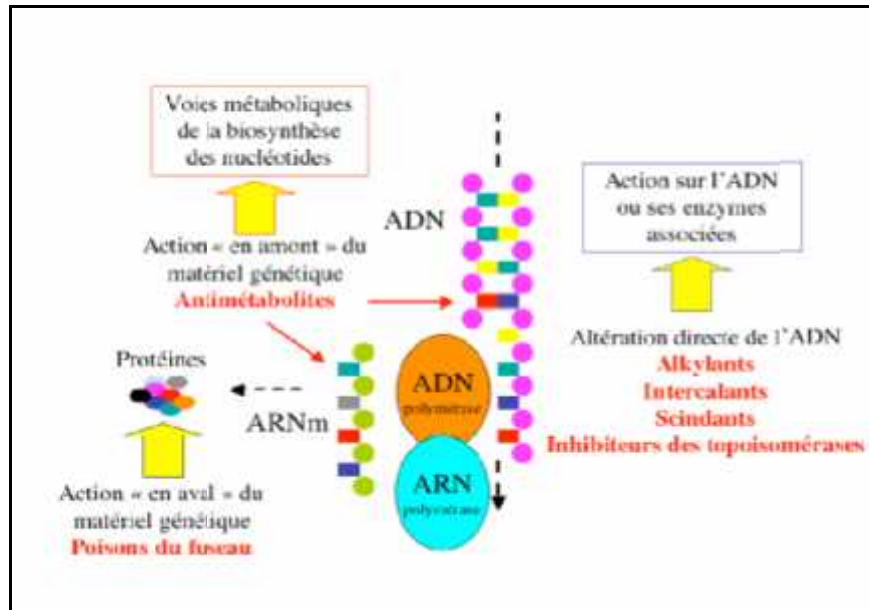 Voies métaboliques
de la biosynthèse
des nucléotides
Action « en amont » du
matériel génétique
Antimétabolites
ADN
Action sur l'ADN
ou ses enzymes
associées
Altération directe de l'ADN
Alkylants
Intercalants
Scindants
Inhibiteurs des topoisomérases
Protéines
ARNm
ADN
polymérase
ARN
polymérase
Action « en aval » du
matériel génétique
Poisons du fuseau